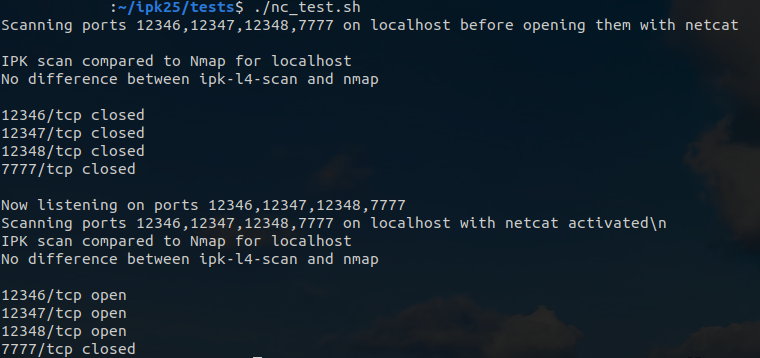 :~/ipk25/tests$ ./nc_test.sh
Scanning ports 12346,12347,12348,7777 on localhost before opening them with netcat
IPK scan compared to Nmap for localhost
No difference between ipk-l4-scan and nmap
12346/tcp closed
12347/tcp closed
12348/tcp closed
7777/tcp closed
Now listening on ports 12346,12347,12348,7777
Scanning ports 12346,12347,12348,7777 on localhost with netcat activated\n
IPK scan compared to Nmap for localhost
No difference between ipk-l4-scan and nmap
12346/tcp open
12347/tcp open
12348/tcp open
7777/tcp closed